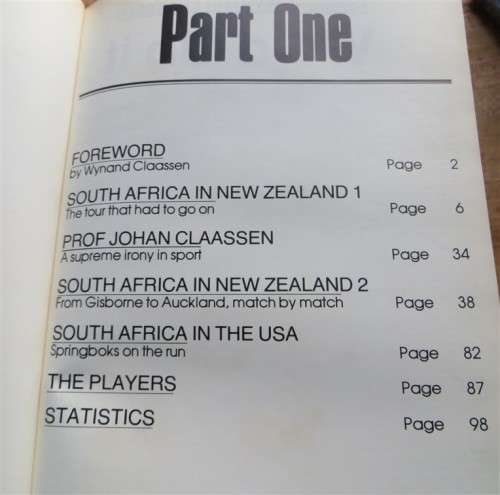 Part One
FOREWORD
by Wynand Claassen Page 2
SOUTH AFRICA IN NEW ZEALAND 1
The tour that had to go on Page 6
PROF JOHAN CLAASSEN
A supreme irony in sport Page 34
SOUTH AFRICA IN NEW ZEALAND 2
From Gisborne to Auckland, match by match Page 38
SOUTH AFRICA IN THE USA
Springboks on the run Page 82
THE PLAYERS Page 87
STATISTICS Page 98